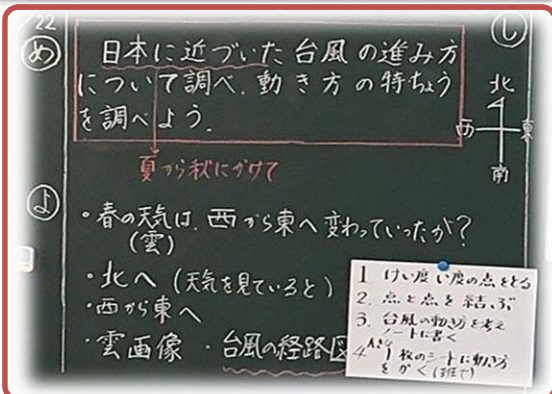 /22
め
日本に近づいた台風の進み方
について調べ、動き方の特ちょう
を調べよう。
夏から秋にかけて
し
北
西 東
南
よ
・春の天気は、西から東へ変わっていったが?
(雲)
・北へ (天気を見ていると)
・西から東へ
・雲画像 ・台風の経路図
1 けい度い度の点をとる
2. 点と点を結ぶ
3. 台風の動き方を考え
シートに書く
4 1枚のシートに動き方
をかく(班で)